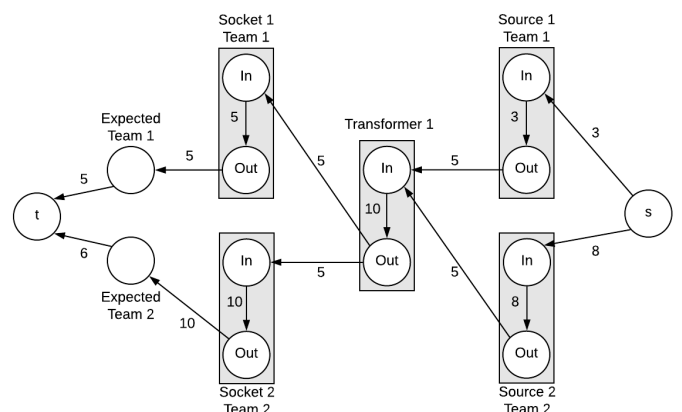 Socket 1
Team 1
Source 1
Team 1
In
In
Expected
Team 1
Transformer 1
5
3
3
5
Out
5
In
5
Out
5
t
10
s
6
In
5
Out
5
In
8
Expected
Team 2
10
8
10
Out
Out
Socket 2
Team 2
Source 2
Team 2